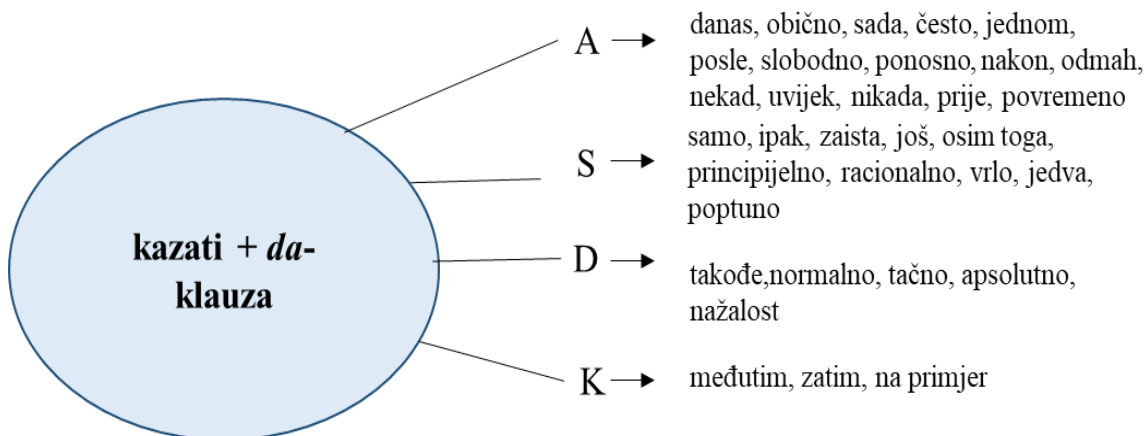 kazati + da-
klauza
A
danas, obično, sada, često, jednom,
posle, slobodno, ponosno, nakon, odmah,
nekad, uvijek, nikada, prije, povremeno
S
samo, ipak, zaista, još, osim toga,
principijelno, racionalno, vrlo, jedva,
poptuno
D
takođe,normalno, tačno, apsolutno,
nažalost
K
međutim, zatim, na primjer